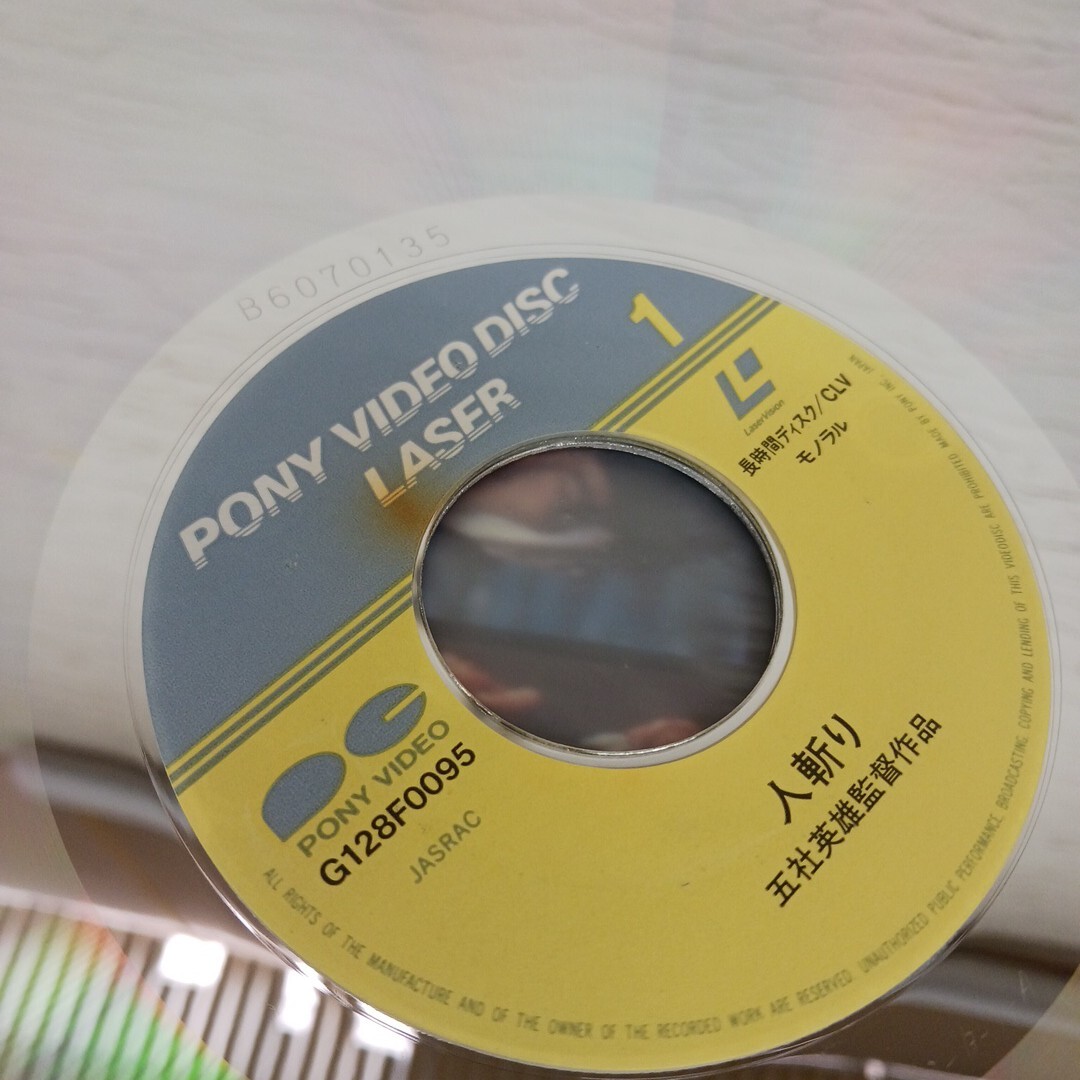 B6070135
PONY VIDEO DISC
LASER
1
LaserVision
長時間ディスク/CLV
モノラル
PONY VIDEO
G128F0095
JASRAC
人斬り
五社英雄監督作品
ALL RIGHTS OF THE MANUFACTURE AND OF THE OWNER OF THE RECORDED WORK ARE RESERVED UNAUTHORIZED PUBLIC PERFORMANCE BROADCASTING COPYING AND LENDING OF THIS VIDEODISC ARE PROHIBITED MADE BY PONY INC. JAPAN